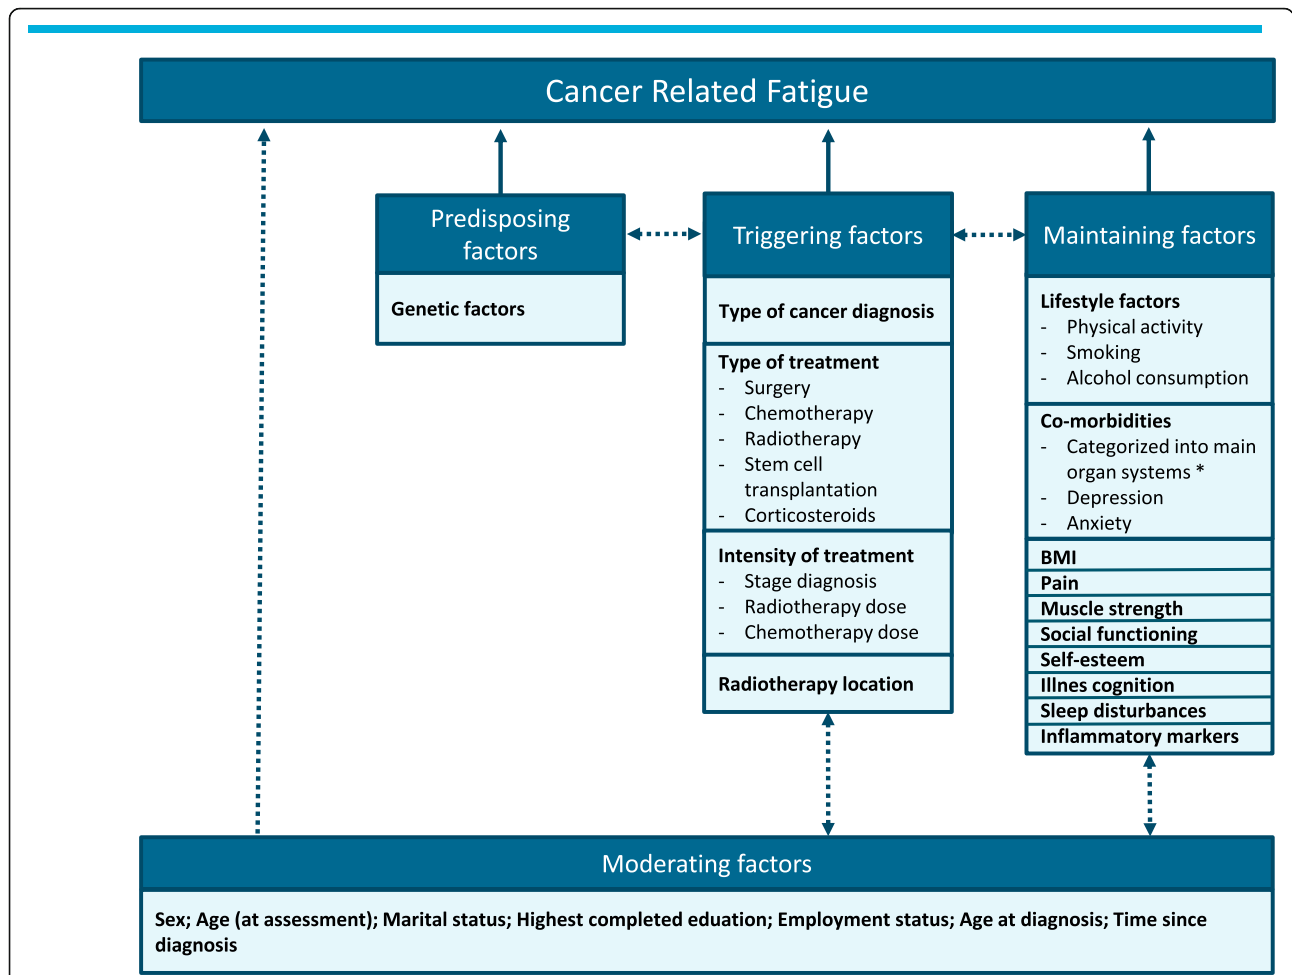 Cancer Related Fatigue
Predisposing
factors
Genetic factors
Triggering factors
Type of cancer diagnosis
Type of treatment
- Surgery
- Chemotherapy
- Radiotherapy
- Stem cell
transplantation
- Corticosteroids
Intensity of treatment
- Stage diagnosis
- Radiotherapy dose
- Chemotherapy dose
Radiotherapy location
Maintaining factors
Lifestyle factors
- Physical activity
- Smoking
- Alcohol consumption
Co-morbidities
- Categorized into main
organ systems *
- Depression
- Anxiety
BMI
Pain
Muscle strength
Social functioning
Self-esteem
Illnes cognition
Sleep disturbances
Inflammatory markers
Moderating factors
Sex; Age (at assessment); Marital status; Highest completed eduation; Employment status; Age at diagnosis; Time since
diagnosis